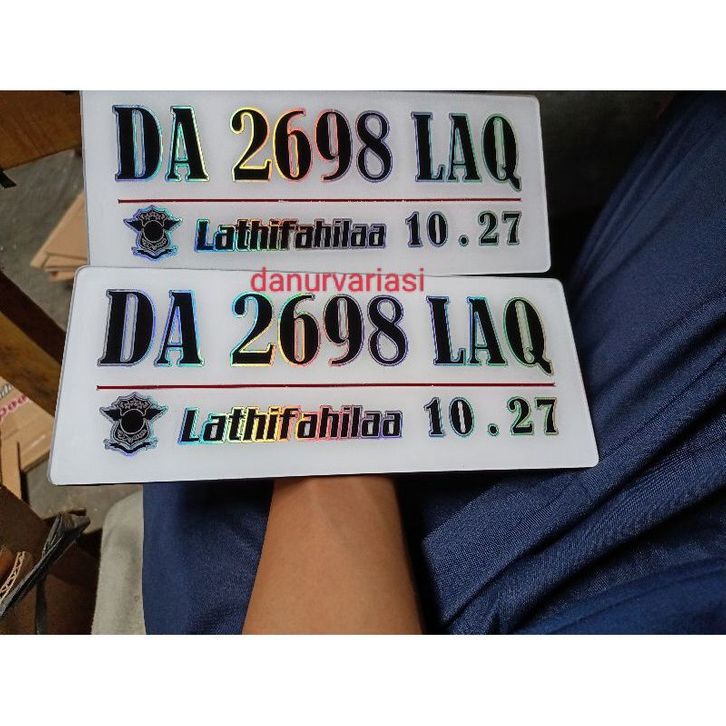 DA 2698 LAQ
Lathifahilaa 10 . 27
danurvariasi
DA 2698 LAQ
Lathifahilaa 10 . 27